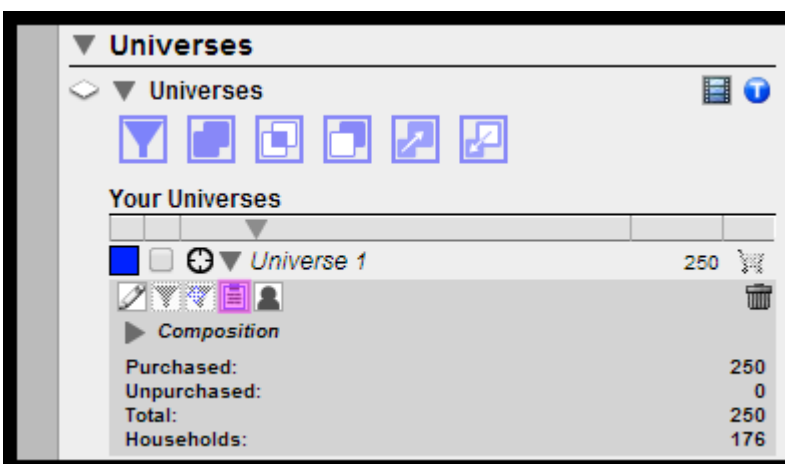 Universes
Universes
T
Your Universes
Universe 1 250
Composition
Purchased: 250
Unpurchased: 0
Total: 250
Households: 176